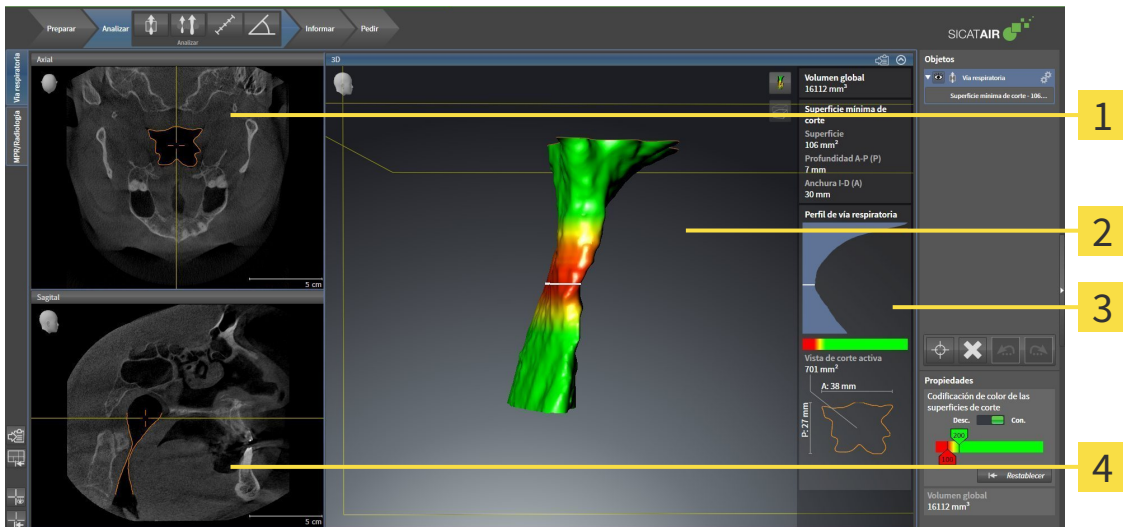 Preparar
Analizar
Analizar
Informar
Pedir
SICATAIR
Vía respiratoria
MPR/Radiología
Axial
5 cm
Sagital
5 cm
3D
Volumen global
16112 mm³
Superficie mínima de
corte
Superficie
106 mm²
Profundidad A-P (P)
7 mm
Anchura I-D (A)
30 mm
Perfil de vía respiratoria
Vista de corte activa
701 mm²
A: 38 mm
P: 27 mm
Objetos
Vía respiratoria
Superficie mínima de corte - 106...
Propiedades
Codificación de color de las
superficies de corte
Desc.
Con.
200
100
Restablecer
Volumen global
16112 mm³
1
2
3
4